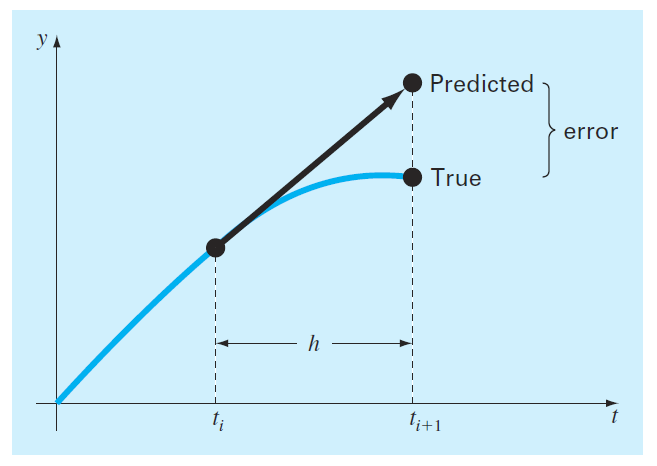 y
Predicted
error
True
h
t_i
t_{i+1}
t